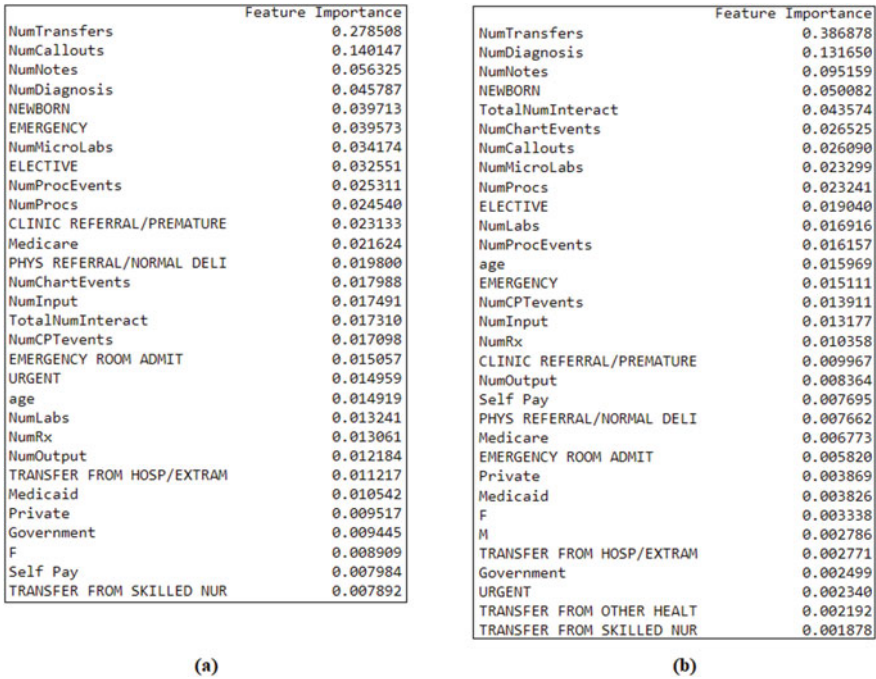 Feature Importance
NumTransfers 0.278508
NumCallouts 0.140147
NumNotes 0.056325
NumDiagnosis 0.045787
NEWBORN 0.039713
EMERGENCY 0.039573
NumMicroLabs 0.034174
ELECTIVE 0.032551
NumProcEvents 0.025311
NumProcs 0.024540
CLINIC REFERRAL/PREMATURE 0.023133
Medicare 0.021624
PHYS REFERRAL/NORMAL DELI 0.019800
NumChartEvents 0.017988
NumInput 0.017491
TotalNumInteract 0.017310
NumCPTevents 0.017098
EMERGENCY ROOM ADMIT 0.015057
URGENT 0.014959
age 0.014919
NumLabs 0.013241
NumRx 0.013061
NumOutput 0.012184
TRANSFER FROM HOSP/EXTRAM 0.011217
Medicaid 0.010542
Private 0.009517
Government 0.009445
F 0.008909
Self Pay 0.007984
TRANSFER FROM SKILLED NUR 0.007892
(a)
Feature Importance
NumTransfers 0.386878
NumDiagnosis 0.131650
NumNotes 0.095159
NEWBORN 0.050082
TotalNumInteract 0.043574
NumChartEvents 0.026525
NumCallouts 0.026090
NumMicroLabs 0.023299
NumProcs 0.023241
ELECTIVE 0.019040
NumLabs 0.016916
NumProcEvents 0.016157
age 0.015969
EMERGENCY 0.015111
NumCPTevents 0.013911
NumInput 0.013177
NumRx 0.010358
CLINIC REFERRAL/PREMATURE 0.009967
NumOutput 0.008364
Self Pay 0.007695
PHYS REFERRAL/NORMAL DELI 0.007662
Medicare 0.006773
EMERGENCY ROOM ADMIT 0.005820
Private 0.003869
Medicaid 0.003826
F 0.003338
M 0.002786
TRANSFER FROM HOSP/EXTRAM 0.002771
Government 0.002499
URGENT 0.002340
TRANSFER FROM OTHER HEALT 0.002192
TRANSFER FROM SKILLED NUR 0.001878
(b)